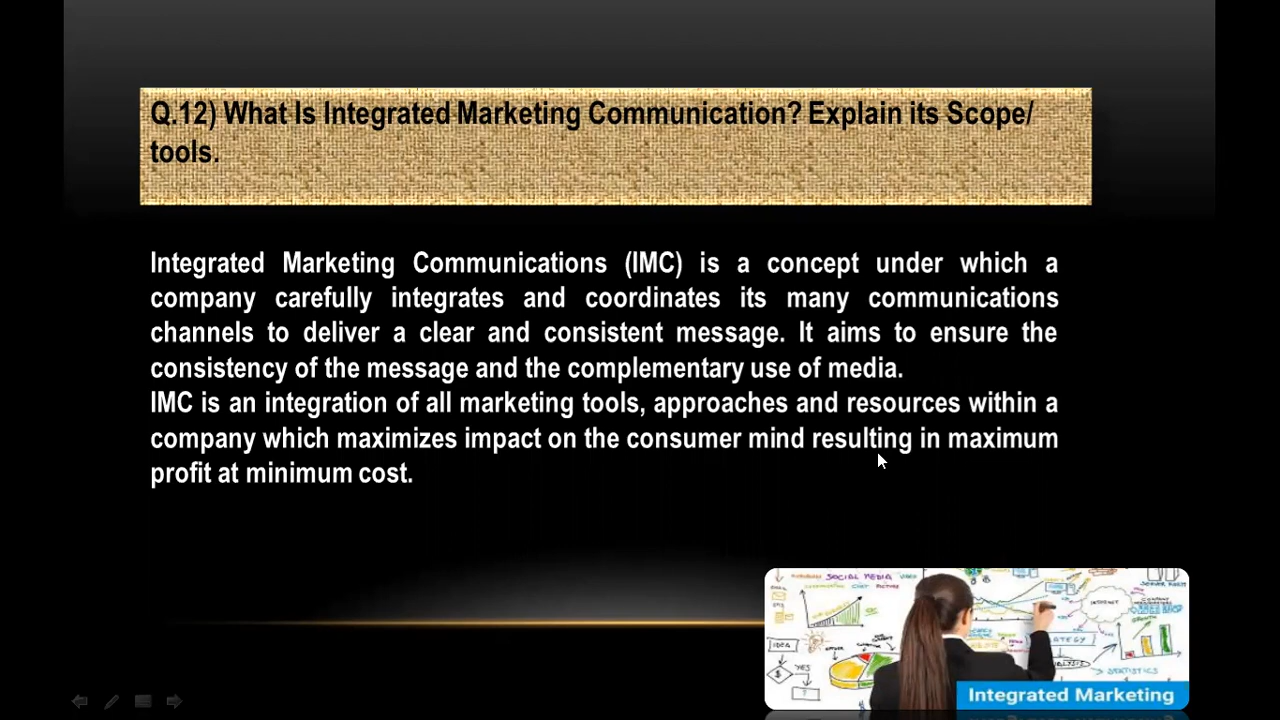 Q.12) What Is Integrated Marketing Communication? Explain its Scope/
tools.
Integrated Marketing Communications (IMC) is a concept under which a
company carefully integrates and coordinates its many communications
channels to deliver a clear and consistent message. It aims to ensure the
consistency of the message and the complementary use of media.
IMC is an integration of all marketing tools, approaches and resources within a
company which maximizes impact on the consumer mind resulting in maximum
profit at minimum cost.
SOCIAL MEDIA
INTERNET
IDEA
YES
$
?
STATISTICS
Integrated Marketing